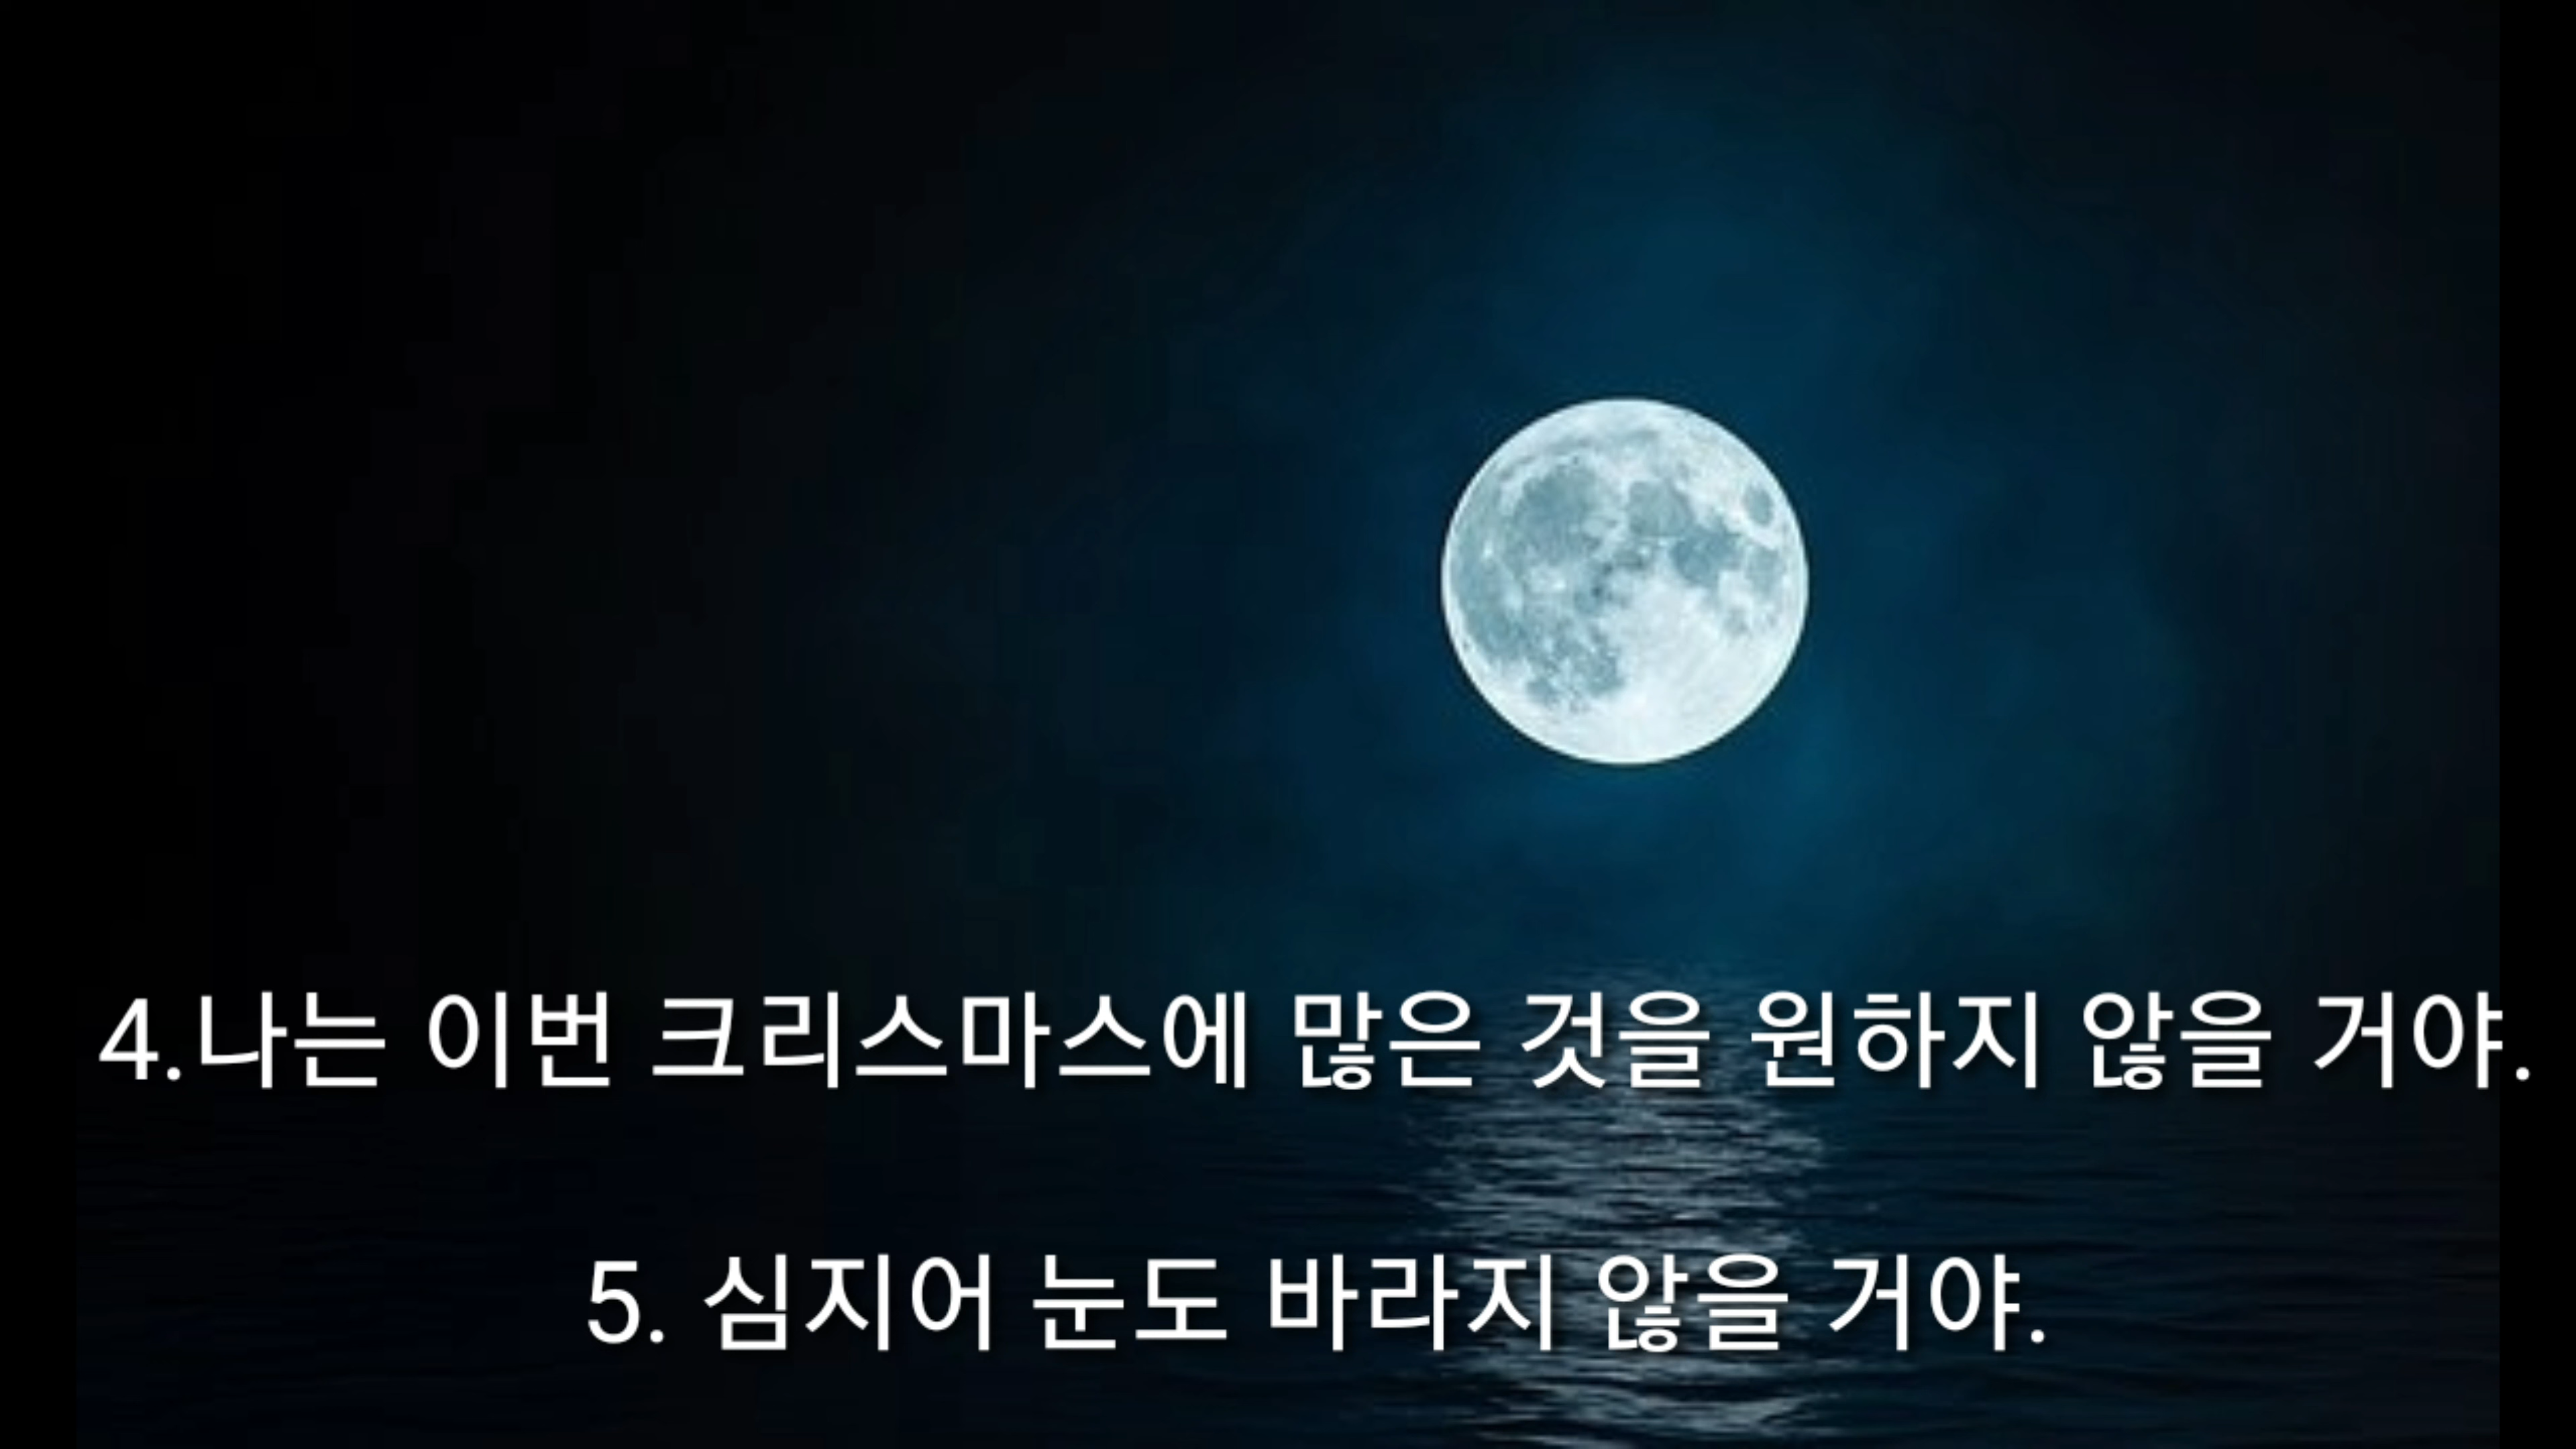 4.나는 이번 크리스마스에 많은 것을 원하지 않을 거야.
5. 심지어 눈도 바라지 않을 거야.